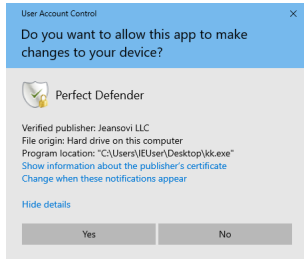 User Account Control
Do you want to allow this app to make
changes to your device?
Perfect Defender
Verified publisher: Jeansovi LLC
File origin: Hard drive on this computer
Program location: "C:\Users\IEUser\Desktop\kk.exe"
Show information about the publisher's certificate
Change when these notifications appear
Hide details
Yes
No